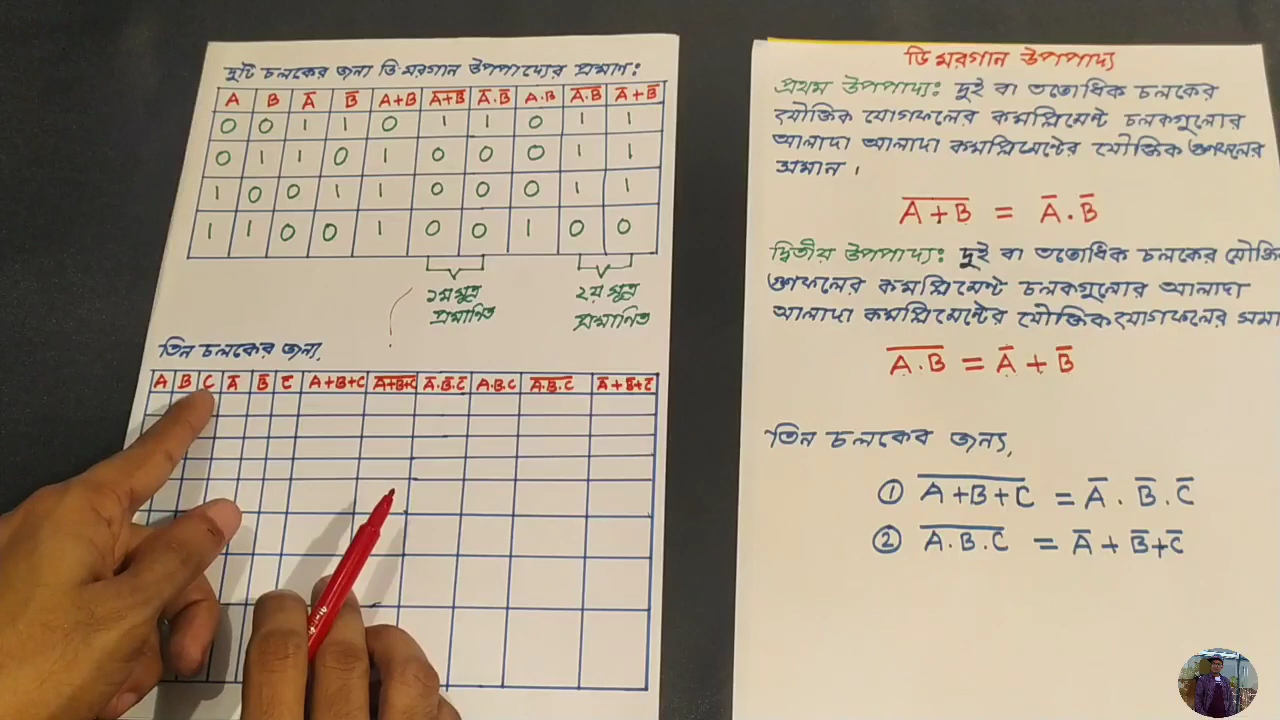 দুটি চলকের জন্য ডি মরগান উপপাদ্যের প্রমাণ:
A B A̅ B̅ A+B A̅+̅B̅ A̅.B̅ A.B A̅.̅B̅ A̅+B̅
0 0 1 1 0 1 1 0 1 1
0 1 1 0 1 0 0 0 1 1
1 0 0 1 1 0 0 0 1 1
1 1 0 0 1 0 0 1 0 0
১ম সূত্র প্রমাণিত
২য় সূত্র প্রমাণিত
তিন চলকের জন্য,
A B C A̅ B̅ C̅ A+B+C A̅+̅B̅+̅C̅ A̅.B̅.C̅ A.B.C A̅.̅B̅.̅C̅ A̅+B̅+C̅
ডি মরগান উপপাদ্য
প্রথম উপপাদ্য: দুই বা ততোধিক চলকের
যৌক্তিক যোগফলের কমপ্লিমেন্ট চলকগুলোর
আলাদা আলাদা কমপ্লিমেন্টের যৌক্তিক গুণফলের
সমান।
A̅+̅B̅ = A̅.B̅
দ্বিতীয় উপপাদ্য: দুই বা ততোধিক চলকের যৌক্তি
গুণফলের কমপ্লিমেন্ট চলকগুলোর আলাদা
আলাদা কমপ্লিমেন্টের যৌক্তিক যোগফলের সমা
A̅.̅B̅ = A̅ + B̅
তিন চলকের জন্য,
① A̅+̅B̅+̅C̅ = A̅ . B̅ . C̅
② A̅.̅B̅.̅C̅ = A̅ + B̅ + C̅